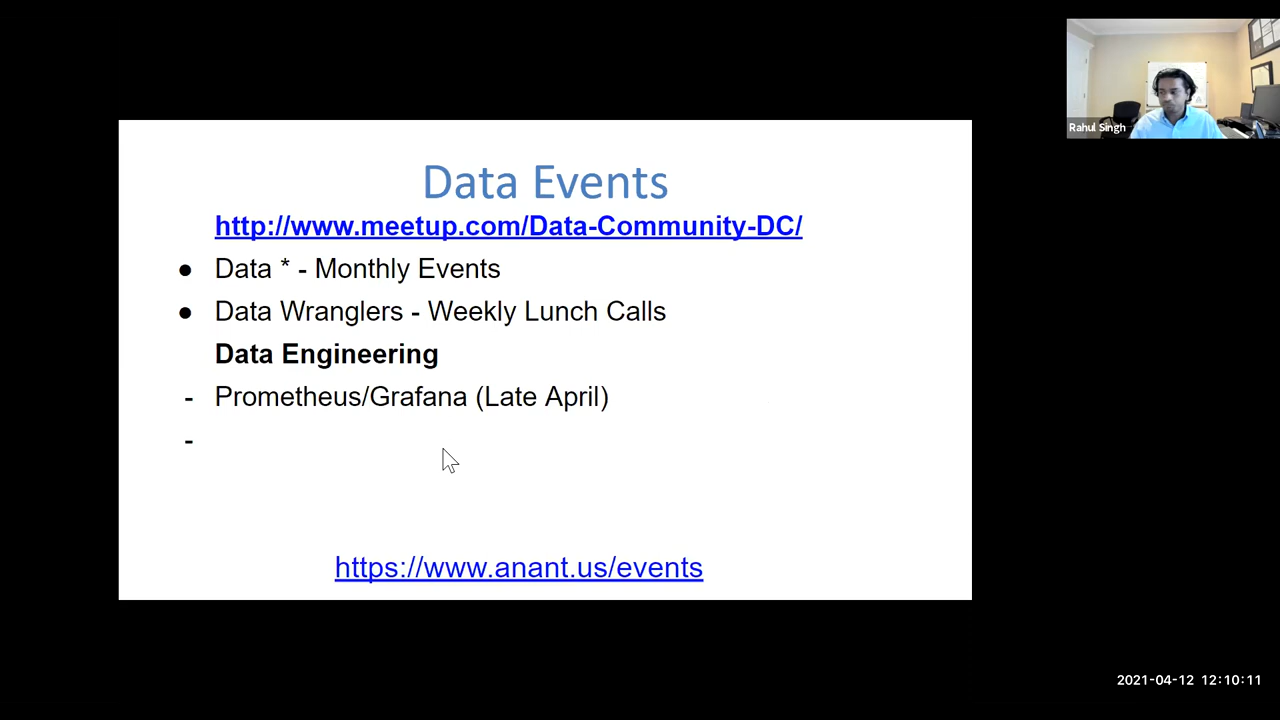 Rahul Singh
Data Events
http://www.meetup.com/Data-Community-DC/
● Data * - Monthly Events
● Data Wranglers - Weekly Lunch Calls
Data Engineering
- Prometheus/Grafana (Late April)
-
https://www.anant.us/events
2021-04-12 12:10:11